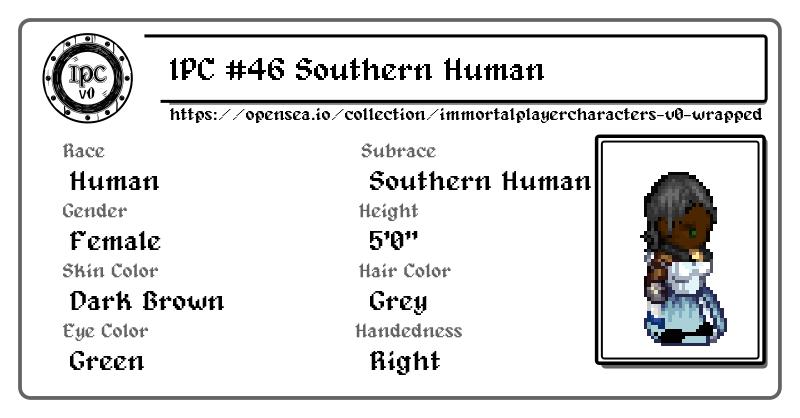 IPC
v0
IPC #46 Southern Human
https://opensea.io/collection/immortalplayercharacters-v0-wrapped
Race
Human
Subrace
Southern Human
Gender
Female
Height
5'0"
Skin Color
Dark Brown
Hair Color
Grey
Eye Color
Green
Handedness
Right